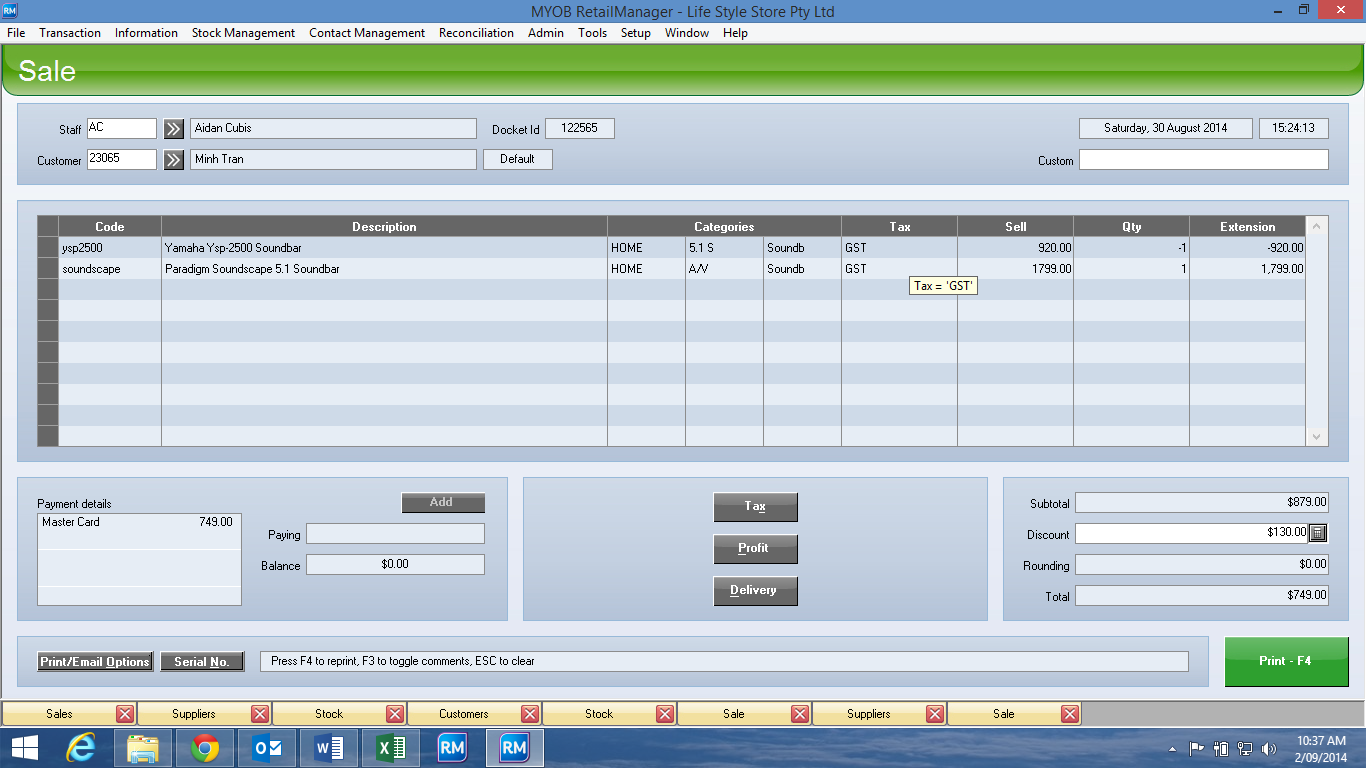 RM MYOB RetailManager - Life Style Store Pty Ltd
File Transaction Information Stock Management Contact Management Reconciliation Admin Tools Setup Window Help
Sale
Staff AC Aidan Cubis Docket Id 122565 Saturday, 30 August 2014 15:24:13
Customer 23065 Minh Tran Default Custom
Code Description Categories Tax Sell Qty Extension
ysp2500 Yamaha Ysp-2500 Soundbar HOME 5.1 S Soundb GST 920.00 -1 -920.00
soundscape Paradigm Soundscape 5.1 Soundbar HOME A/V Soundb GST 1799.00 1 1,799.00
Tax = 'GST'
Payment details Add
Master Card 749.00
Paying
Balance $0.00
Tax
Profit
Delivery
Subtotal $879.00
Discount $130.00
Rounding $0.00
Total $749.00
Print/Email Options Serial No. Press F4 to reprint, F3 to toggle comments, ESC to clear Print - F4
Sales Suppliers Stock Customers Stock Sale Suppliers Sale
RM RM
10:37 AM
2/09/2014